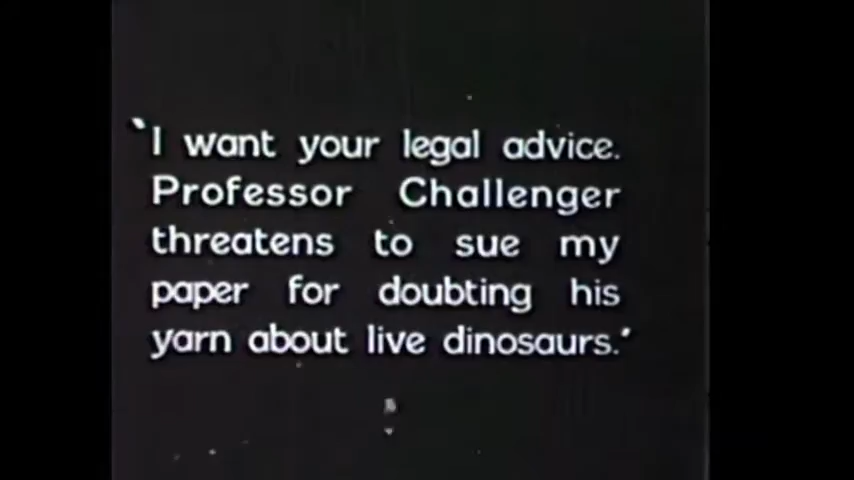 ‘I want your legal advice.
Professor Challenger
threatens to sue my
paper for doubting his
yarn about live dinosaurs.’